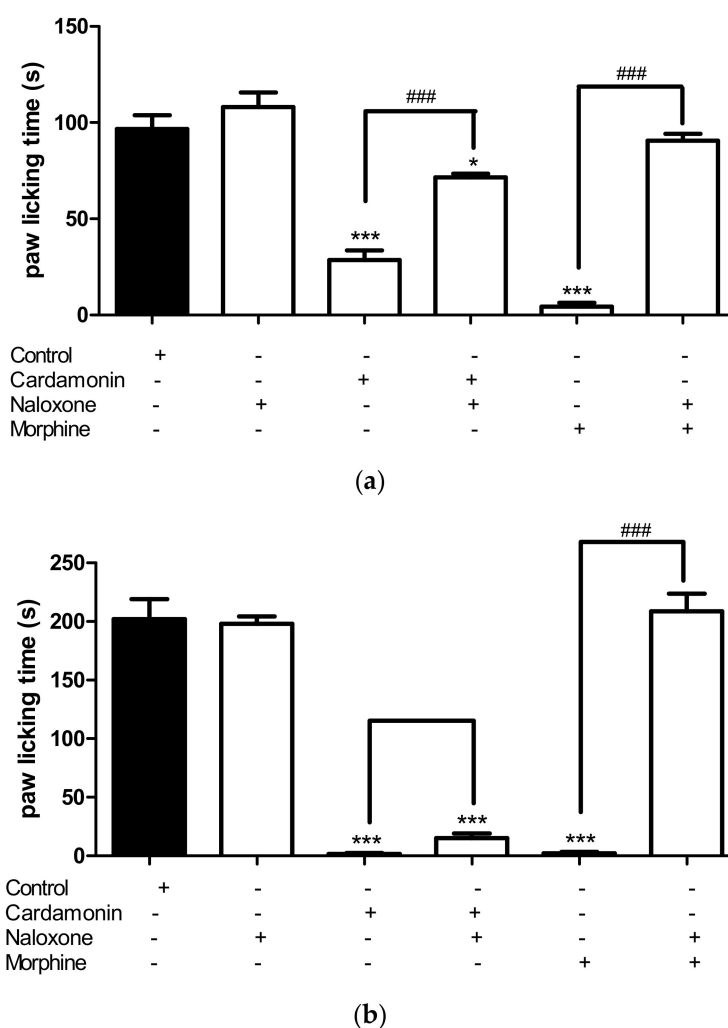 150
###
###
100
*
paw licking time (s)
50
***
***
0
Control + - - - - -
Cardamonin - - + + - -
Naloxone - + - + - +
Morphine - - - - + +
(a)
###
250
200
paw licking time (s)
150
100
50
***
***
***
0
Control + - - - - -
Cardamonin - - + + - -
Naloxone - + - + - +
Morphine - - - - + +
(b)